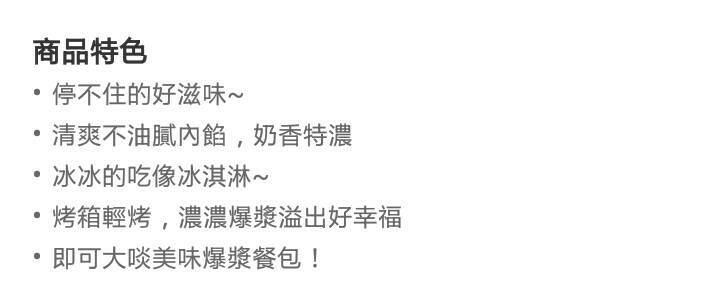 商品特色
• 停不住的好滋味~
• 清爽不油膩內餡，奶香特濃
• 冰冰的吃像冰淇淋~
• 烤箱輕烤，濃濃爆漿溢出好幸福
• 即可大啖美味爆漿餐包！